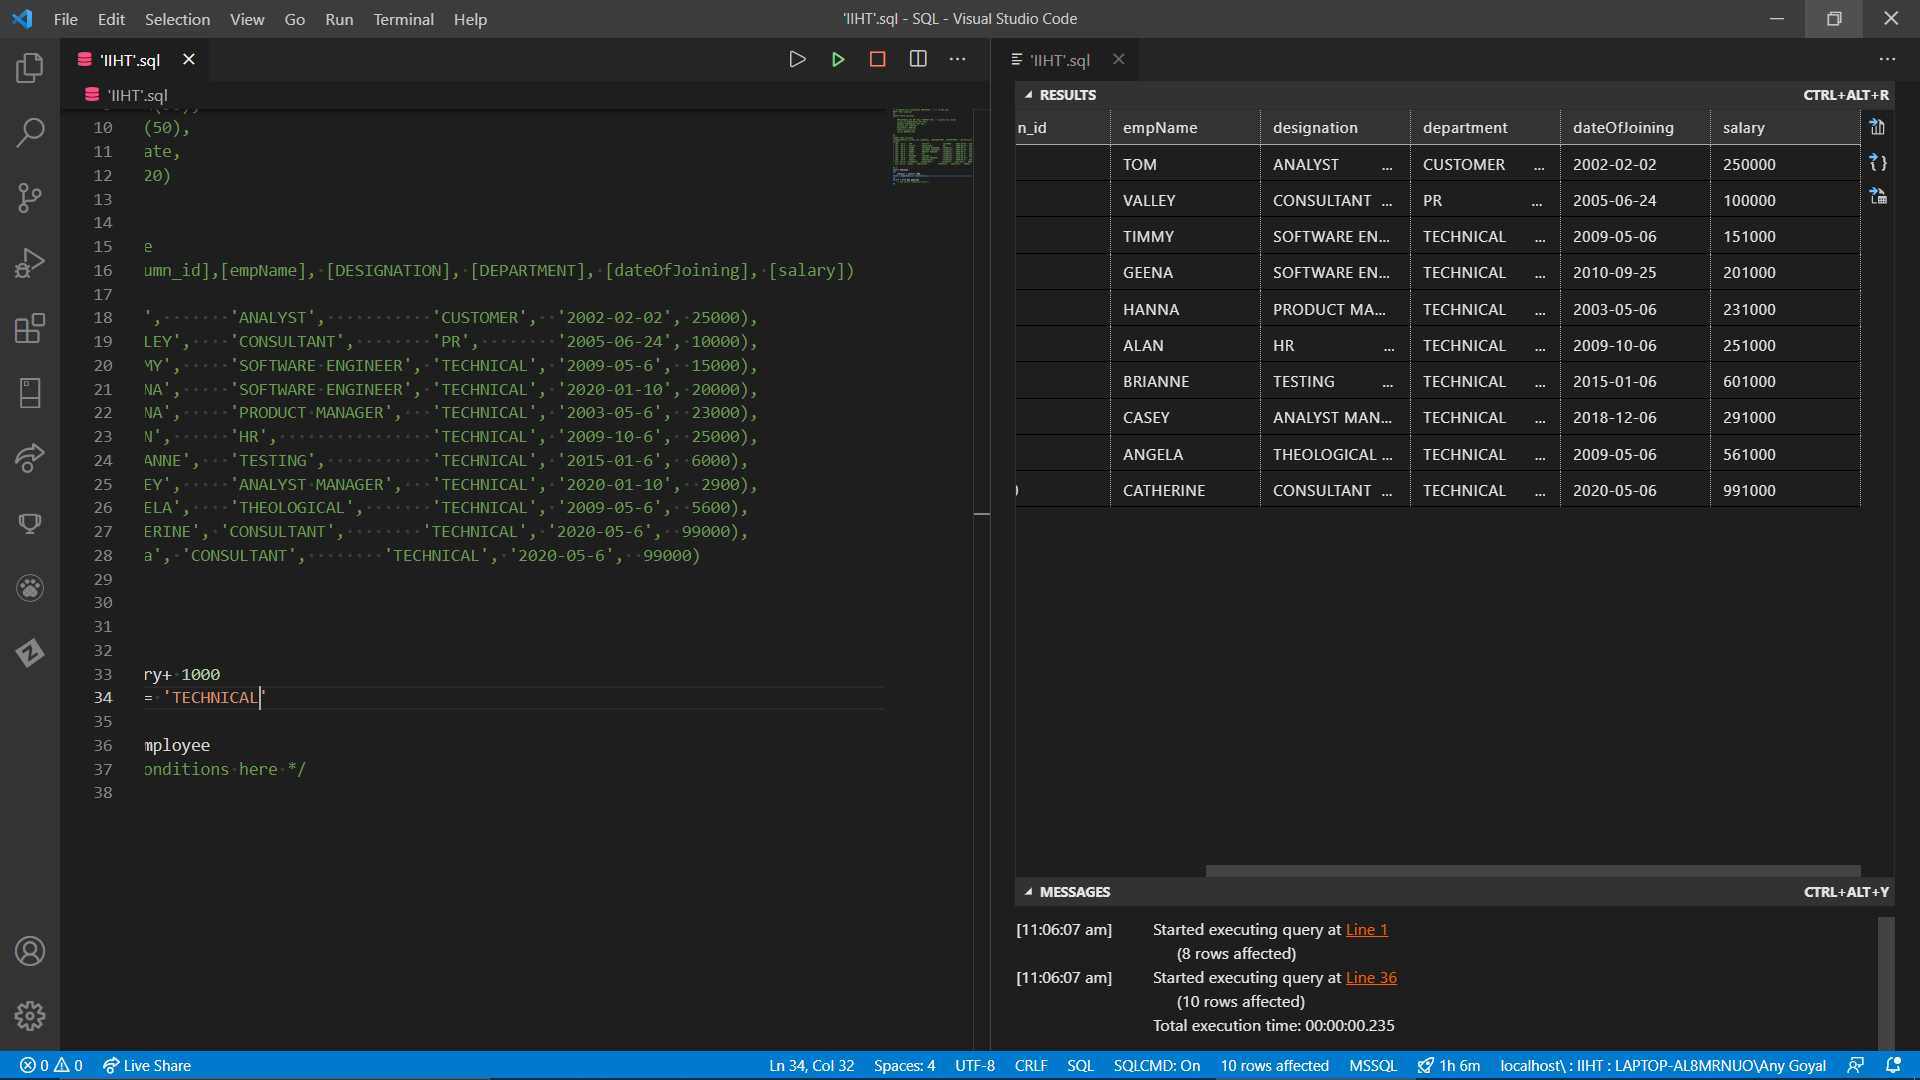 File Edit Selection View Go Run Terminal Help
'IIHT'.sql - SQL - Visual Studio Code
'IIHT'.sql
'IIHT'.sql
10 (50),
11 ate,
12 20)
13
14
15 e
16 umn_id],[empName], [DESIGNATION], [DEPARTMENT], [dateOfJoining], [salary])
17
18 ', 'ANALYST', 'CUSTOMER', '2002-02-02', 25000),
19 LEY', 'CONSULTANT', 'PR', '2005-06-24', 10000),
20 MY', 'SOFTWARE ENGINEER', 'TECHNICAL', '2009-05-6', 15000),
21 NA', 'SOFTWARE ENGINEER', 'TECHNICAL', '2020-01-10', 20000),
22 NA', 'PRODUCT MANAGER', 'TECHNICAL', '2003-05-6', 23000),
23 N', 'HR', 'TECHNICAL', '2009-10-6', 25000),
24 ANNE', 'TESTING', 'TECHNICAL', '2015-01-6', 6000),
25 EY', 'ANALYST MANAGER', 'TECHNICAL', '2020-01-10', 2900),
26 ELA', 'THEOLOGICAL', 'TECHNICAL', '2009-05-6', 5600),
27 ERINE', 'CONSULTANT', 'TECHNICAL', '2020-05-6', 99000),
28 a', 'CONSULTANT', 'TECHNICAL', '2020-05-6', 99000)
29
30
31
32
33 ry+ 1000
34 = 'TECHNICAL'
35
36 mployee
37 onditions here */
38
'IIHT'.sql
RESULTS CTRL+ALT+R
n_id empName designation department dateOfJoining salary
TOM ANALYST ... CUSTOMER ... 2002-02-02 250000
VALLEY CONSULTANT ... PR ... 2005-06-24 100000
TIMMY SOFTWARE EN... TECHNICAL ... 2009-05-06 151000
GEENA SOFTWARE EN... TECHNICAL ... 2010-09-25 201000
HANNA PRODUCT MA... TECHNICAL ... 2003-05-06 231000
ALAN HR ... TECHNICAL ... 2009-10-06 251000
BRIANNE TESTING ... TECHNICAL ... 2015-01-06 601000
CASEY ANALYST MAN... TECHNICAL ... 2018-12-06 291000
ANGELA THEOLOGICAL ... TECHNICAL ... 2009-05-06 561000
CATHERINE CONSULTANT ... TECHNICAL ... 2020-05-06 991000
MESSAGES CTRL+ALT+Y
[11:06:07 am] Started executing query at Line 1
(8 rows affected)
[11:06:07 am] Started executing query at Line 36
(10 rows affected)
Total execution time: 00:00:00.235
0 0 Live Share Ln 34, Col 32 Spaces: 4 UTF-8 CRLF SQL SQLCMD: On 10 rows affected MSSQL 1h 6m localhost\ : IIHT : LAPTOP-AL8MRNUO\Any Goyal